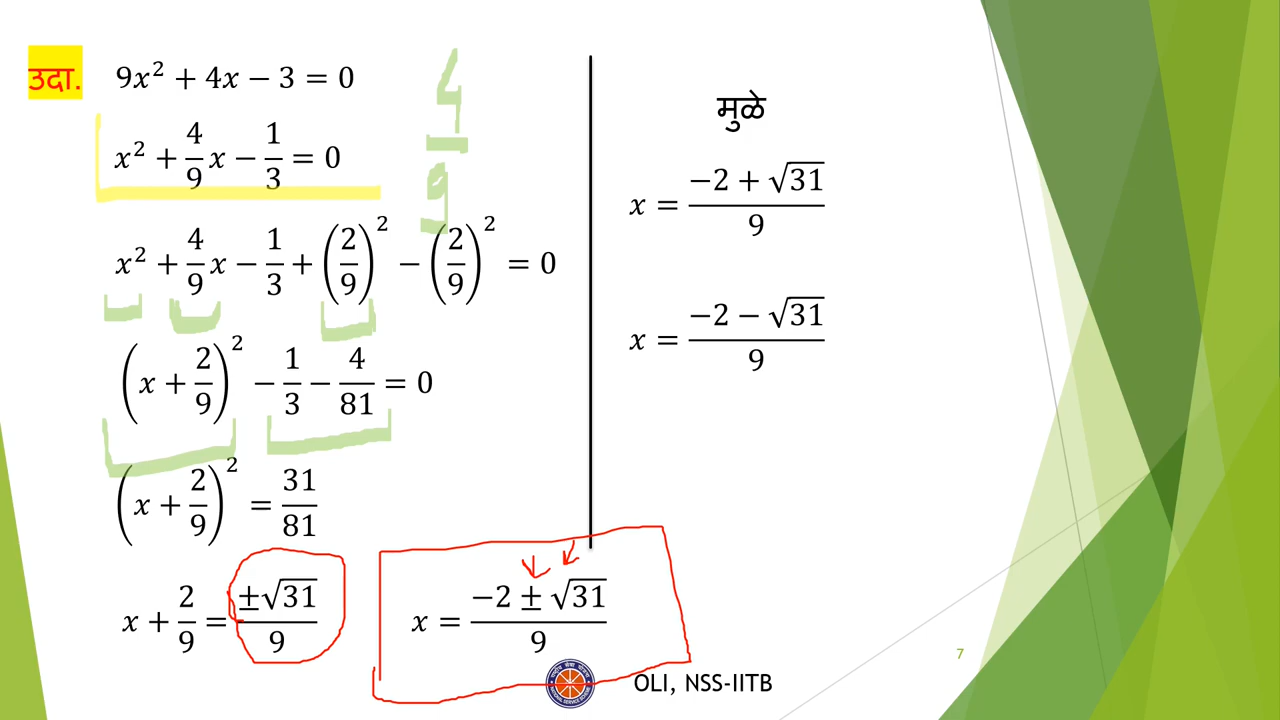 उदा. 9x² + 4x − 3 = 0
x² + 4/9 x − 1/3 = 0
x² + 4/9 x − 1/3 + (2/9)² − (2/9)² = 0
(x + 2/9)² − 1/3 − 4/81 = 0
(x + 2/9)² = 31/81
x + 2/9 = ±√31/9
x = (−2 ± √31)/9
मुळे
x = (−2 + √31)/9
x = (−2 − √31)/9
7
OLI, NSS-IITB